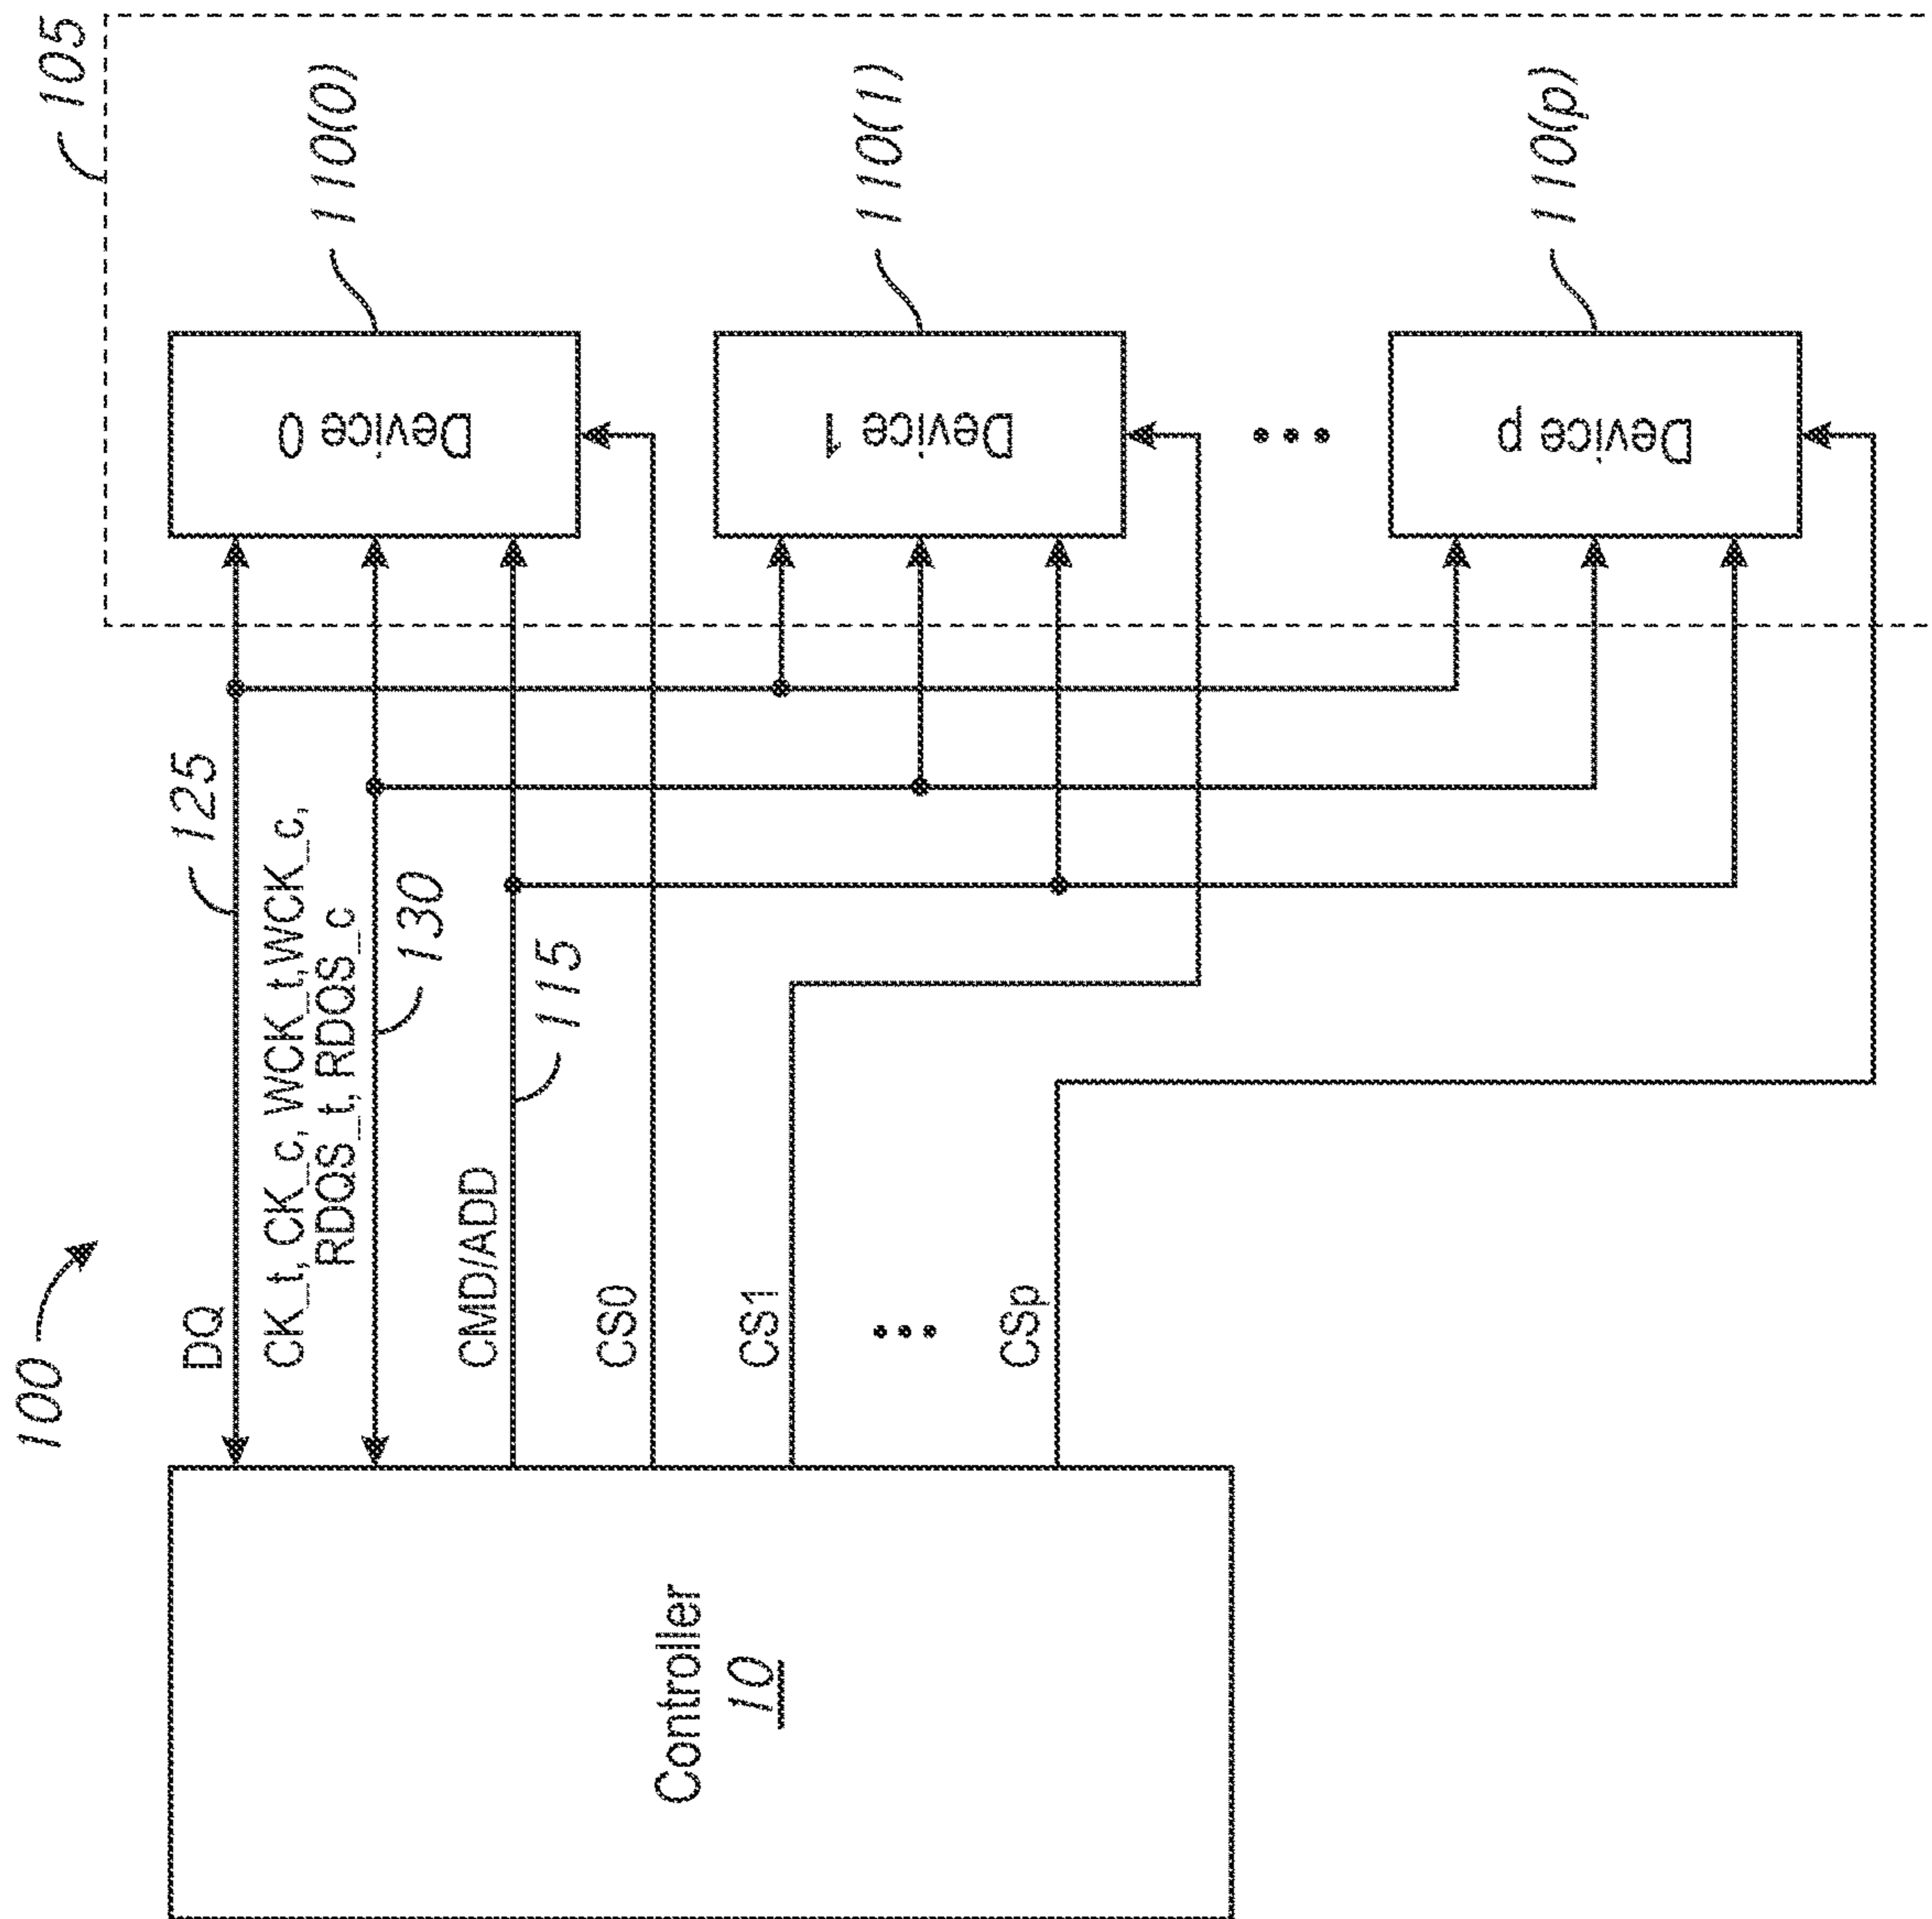 100
105
DQ
125
CK_t, CK_c, WCK_t,WCK_c,
RDQS_t, RDQS_c
130
CMD/ADD
115
CS0
CS1
CSp
Controller
10
Device 0
110(0)
Device 1
110(1)
Device p
110(p)